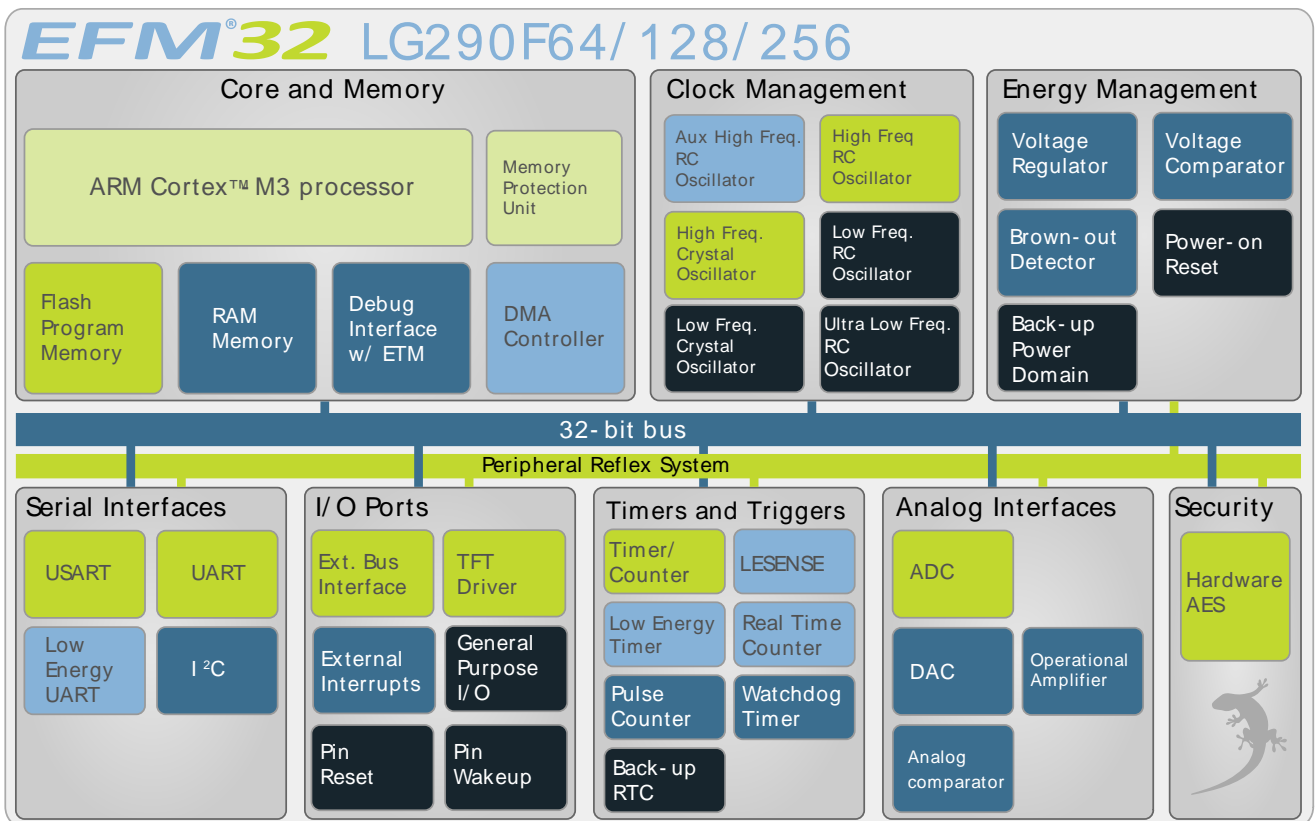 EFM®32 LG290F64/128/256
Core and Memory
ARM Cortex™ M3 processor
Memory
Protection
Unit
Flash
Program
Memory
RAM
Memory
Debug
Interface
w/ ETM
DMA
Controller
Clock Management
Aux High Freq.
RC
Oscillator
High Freq
RC
Oscillator
High Freq.
Crystal
Oscillator
Low Freq.
RC
Oscillator
Low Freq.
Crystal
Oscillator
Ultra Low Freq.
RC
Oscillator
Energy Management
Voltage
Regulator
Voltage
Comparator
Brown-out
Detector
Power-on
Reset
Back-up
Power
Domain
32-bit bus
Peripheral Reflex System
Serial Interfaces
USART
UART
Low
Energy
UART
I²C
I/O Ports
Ext. Bus
Interface
TFT
Driver
External
Interrupts
General
Purpose
I/O
Pin
Reset
Pin
Wakeup
Timers and Triggers
Timer/
Counter
LESENSE
Low Energy
Timer
Real Time
Counter
Pulse
Counter
Watchdog
Timer
Back-up
RTC
Analog Interfaces
ADC
DAC
Operational
Amplifier
Analog
comparator
Security
Hardware
AES